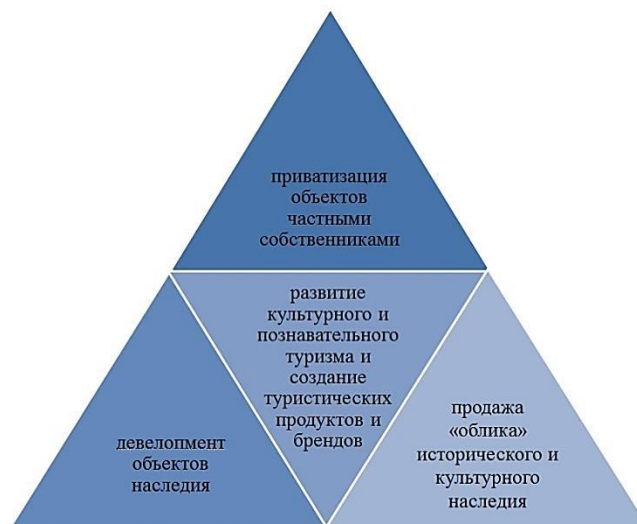 приватизация
объектов
частными
собственниками
развитие
культурного и
познавательного
туризма и
создание
туристических
продуктов и
брендов
девелопмент
объектов
наследия
продажа
«облика»
исторического и
культурного
наследия